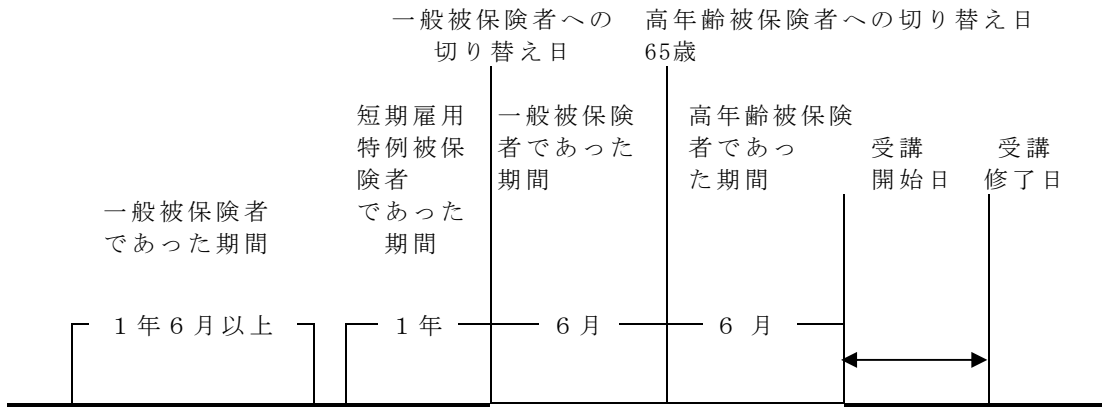 一般被保険者への
切り替え日
高年齢被保険者への切り替え日
65歳
短期雇用
特例被保
険者
であった
期間
一般被保険
者であった
期間
高年齢被保険
者であっ
た期間
受講
開始日
受講
修了日
一般被保険者
であった期間
1年6月以上
1年
6月
6月